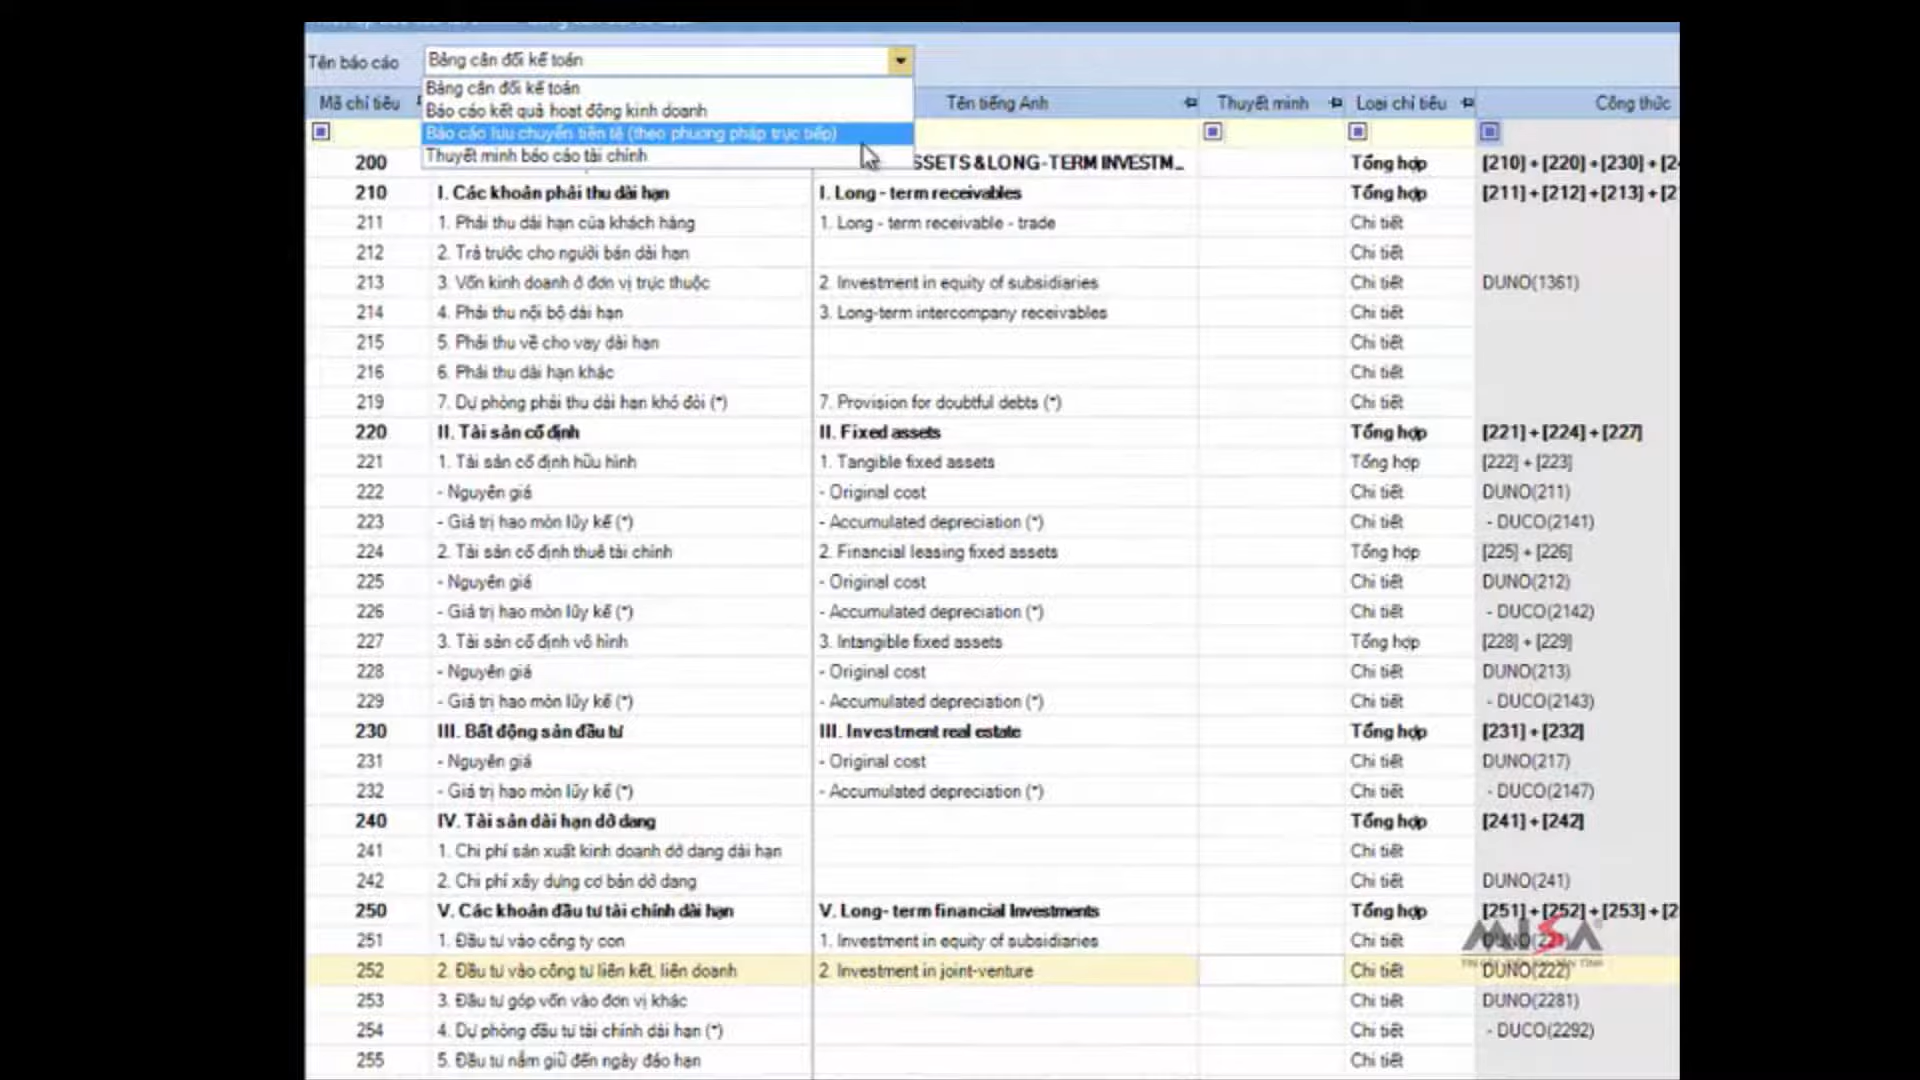 Tên báo cáo Bảng cân đối kế toán
Bảng cân đối kế toán
Mã chỉ tiêu Tên tiếng Anh Thuyết minh Loại chỉ tiêu Công thức
Báo cáo kết quả hoạt động kinh doanh
Báo cáo lưu chuyển tiền tệ (theo phương pháp trực tiếp)
Thuyết minh báo cáo tài chính
200 SSETS & LONG - TERM INVESTM... Tổng hợp [210] + [220] + [230] + [24
210 I. Các khoản phải thu dài hạn I. Long - term receivables Tổng hợp [211] + [212] + [213] + [2
211 1. Phải thu dài hạn của khách hàng 1. Long - term receivable - trade Chi tiết
212 2. Trả trước cho người bán dài hạn Chi tiết
213 3. Vốn kinh doanh ở đơn vị trực thuộc 2. Investment in equity of subsidiaries Chi tiết DUNO(1361)
214 4. Phải thu nội bộ dài hạn 3. Long-term intercompany receivables Chi tiết
215 5. Phải thu về cho vay dài hạn Chi tiết
216 6. Phải thu dài hạn khác Chi tiết
219 7. Dự phòng phải thu dài hạn khó đòi (*) 7. Provision for doubtful debts (*) Chi tiết
220 II. Tài sản cố định II. Fixed assets Tổng hợp [221] + [224] + [227]
221 1. Tài sản cố định hữu hình 1. Tangible fixed assets Tổng hợp [222] + [223]
222 - Nguyên giá - Original cost Chi tiết DUNO(211)
223 - Giá trị hao mòn lũy kế (*) - Accumulated depreciation (*) Chi tiết - DUCO(2141)
224 2. Tài sản cố định thuê tài chính 2. Financial leasing fixed assets Tổng hợp [225] + [226]
225 - Nguyên giá - Original cost Chi tiết DUNO(212)
226 - Giá trị hao mòn lũy kế (*) - Accumulated depreciation (*) Chi tiết - DUCO(2142)
227 3. Tài sản cố định vô hình 3. Intangible fixed assets Tổng hợp [228] + [229]
228 - Nguyên giá - Original cost Chi tiết DUNO(213)
229 - Giá trị hao mòn lũy kế (*) - Accumulated depreciation (*) Chi tiết - DUCO(2143)
230 III. Bất động sản đầu tư III. Investment real estate Tổng hợp [231] + [232]
231 - Nguyên giá - Original cost Chi tiết DUNO(217)
232 - Giá trị hao mòn lũy kế (*) - Accumulated depreciation (*) Chi tiết - DUCO(2147)
240 IV. Tài sản dài hạn dở dang Tổng hợp [241] + [242]
241 1. Chi phí sản xuất kinh doanh dở dang dài hạn Chi tiết
242 2. Chi phí xây dựng cơ bản dở dang Chi tiết DUNO(241)
250 V. Các khoản đầu tư tài chính dài hạn V. Long- term financial Investments Tổng hợp [251] + [252] + [253] + [2
251 1. Đầu tư vào công ty con 1. Investment in equity of subsidiaries Chi tiết
MISA
252 2. Đầu tư vào công tư liên kết, liên doanh 2. Investment in joint-venture Chi tiết DUNO(222)
253 3. Đầu tư góp vốn vào đơn vị khác Chi tiết DUNO(2281)
254 4. Dự phòng đầu tư tài chính dài hạn (*) Chi tiết - DUCO(2292)
255 5. Đầu tư nắm giữ đến ngày đáo hạn Chi tiết